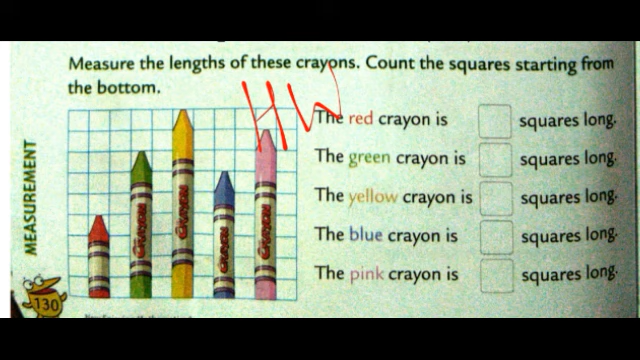 Measure the lengths of these crayons. Count the squares starting from
the bottom.
HW
The red crayon is squares long.
The green crayon is squares long.
The yellow crayon is squares long.
The blue crayon is squares long.
The pink crayon is squares long.
MEASUREMENT
130